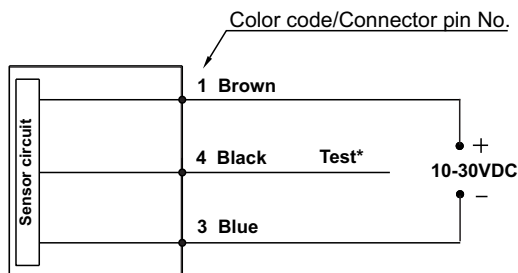 Color code/Connector pin No.
1 Brown
Sensor circuit
4 Black Test*
+
10-30VDC
−
3 Blue